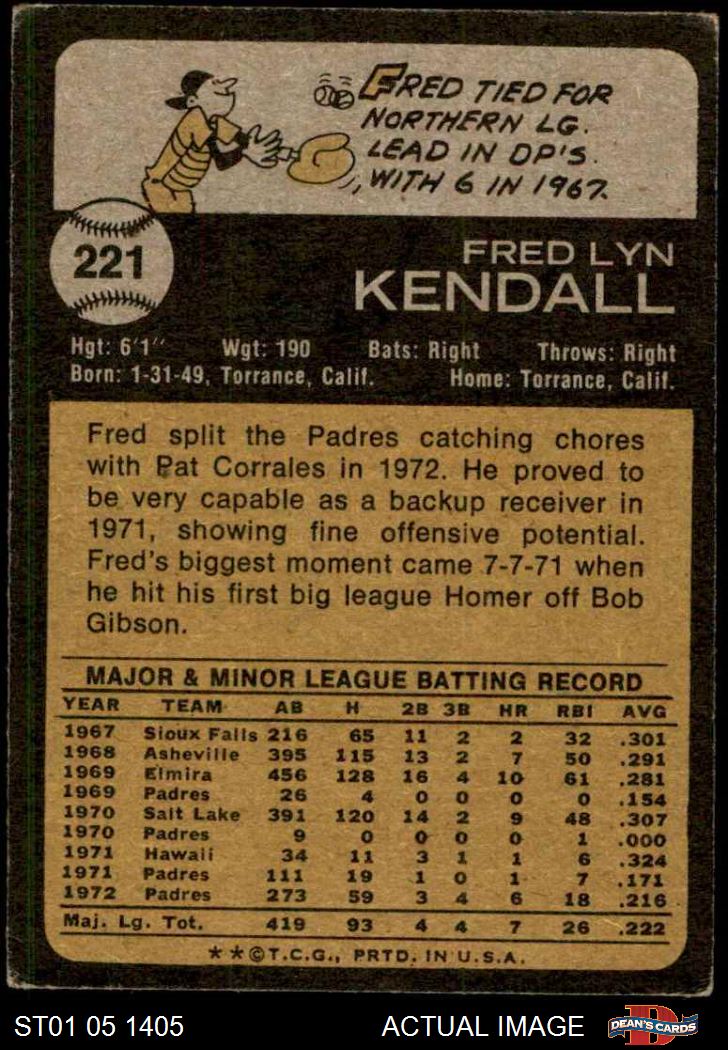 FRED TIED FOR
NORTHERN LG.
LEAD IN DP'S.
WITH 6 IN 1967.
221
FRED LYN
KENDALL
Hgt: 6'1" Wgt: 190 Bats: Right Throws: Right
Born: 1-31-49, Torrance, Calif. Home: Torrance, Calif.
Fred split the Padres catching chores
with Pat Corrales in 1972. He proved to
be very capable as a backup receiver in
1971, showing fine offensive potential.
Fred's biggest moment came 7-7-71 when
he hit his first big league Homer off Bob
Gibson.
MAJOR & MINOR LEAGUE BATTING RECORD
YEAR TEAM AB H 2B 3B HR RBI AVG
1967 Sioux Falls 216 65 11 2 2 32 .301
1968 Asheville 395 115 13 2 7 50 .291
1969 Elmira 456 128 16 4 10 61 .281
1969 Padres 26 4 0 0 0 0 .154
1970 Salt Lake 391 120 14 2 9 48 .307
1970 Padres 9 0 0 0 0 1 .000
1971 Hawaii 34 11 3 1 1 6 .324
1971 Padres 111 19 1 0 1 7 .171
1972 Padres 273 59 3 4 6 18 .216
Maj. Lg. Tot. 419 93 4 4 7 26 .222
**©T.C.G., PRTD. IN U.S.A.
ST01 05 1405 ACTUAL IMAGE D DEAN'S CARDS